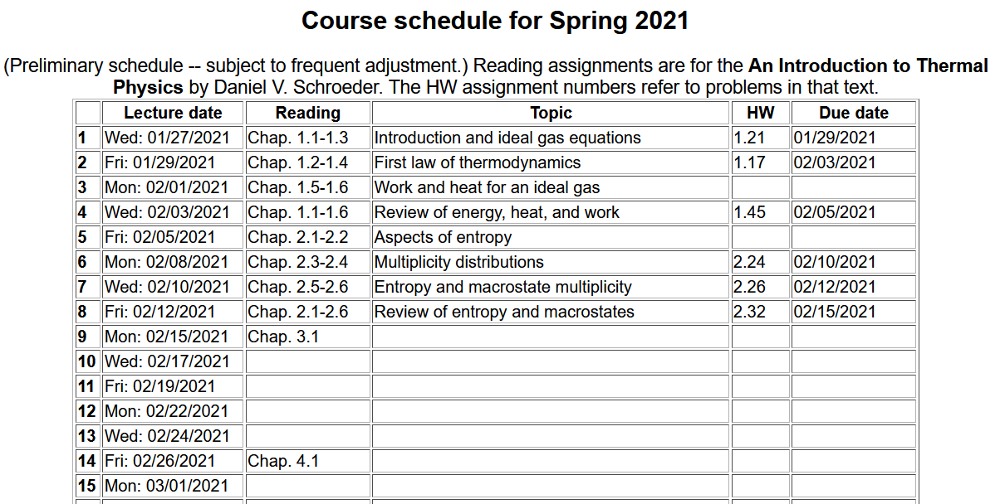 Course schedule for Spring 2021
(Preliminary schedule -- subject to frequent adjustment.) Reading assignments are for the An Introduction to Thermal
Physics by Daniel V. Schroeder. The HW assignment numbers refer to problems in that text.
Lecture date Reading Topic HW Due date
1 Wed: 01/27/2021 Chap. 1.1-1.3 Introduction and ideal gas equations 1.21 01/29/2021
2 Fri: 01/29/2021 Chap. 1.2-1.4 First law of thermodynamics 1.17 02/03/2021
3 Mon: 02/01/2021 Chap. 1.5-1.6 Work and heat for an ideal gas
4 Wed: 02/03/2021 Chap. 1.1-1.6 Review of energy, heat, and work 1.45 02/05/2021
5 Fri: 02/05/2021 Chap. 2.1-2.2 Aspects of entropy
6 Mon: 02/08/2021 Chap. 2.3-2.4 Multiplicity distributions 2.24 02/10/2021
7 Wed: 02/10/2021 Chap. 2.5-2.6 Entropy and macrostate multiplicity 2.26 02/12/2021
8 Fri: 02/12/2021 Chap. 2.1-2.6 Review of entropy and macrostates 2.32 02/15/2021
9 Mon: 02/15/2021 Chap. 3.1
10 Wed: 02/17/2021
11 Fri: 02/19/2021
12 Mon: 02/22/2021
13 Wed: 02/24/2021
14 Fri: 02/26/2021 Chap. 4.1
15 Mon: 03/01/2021